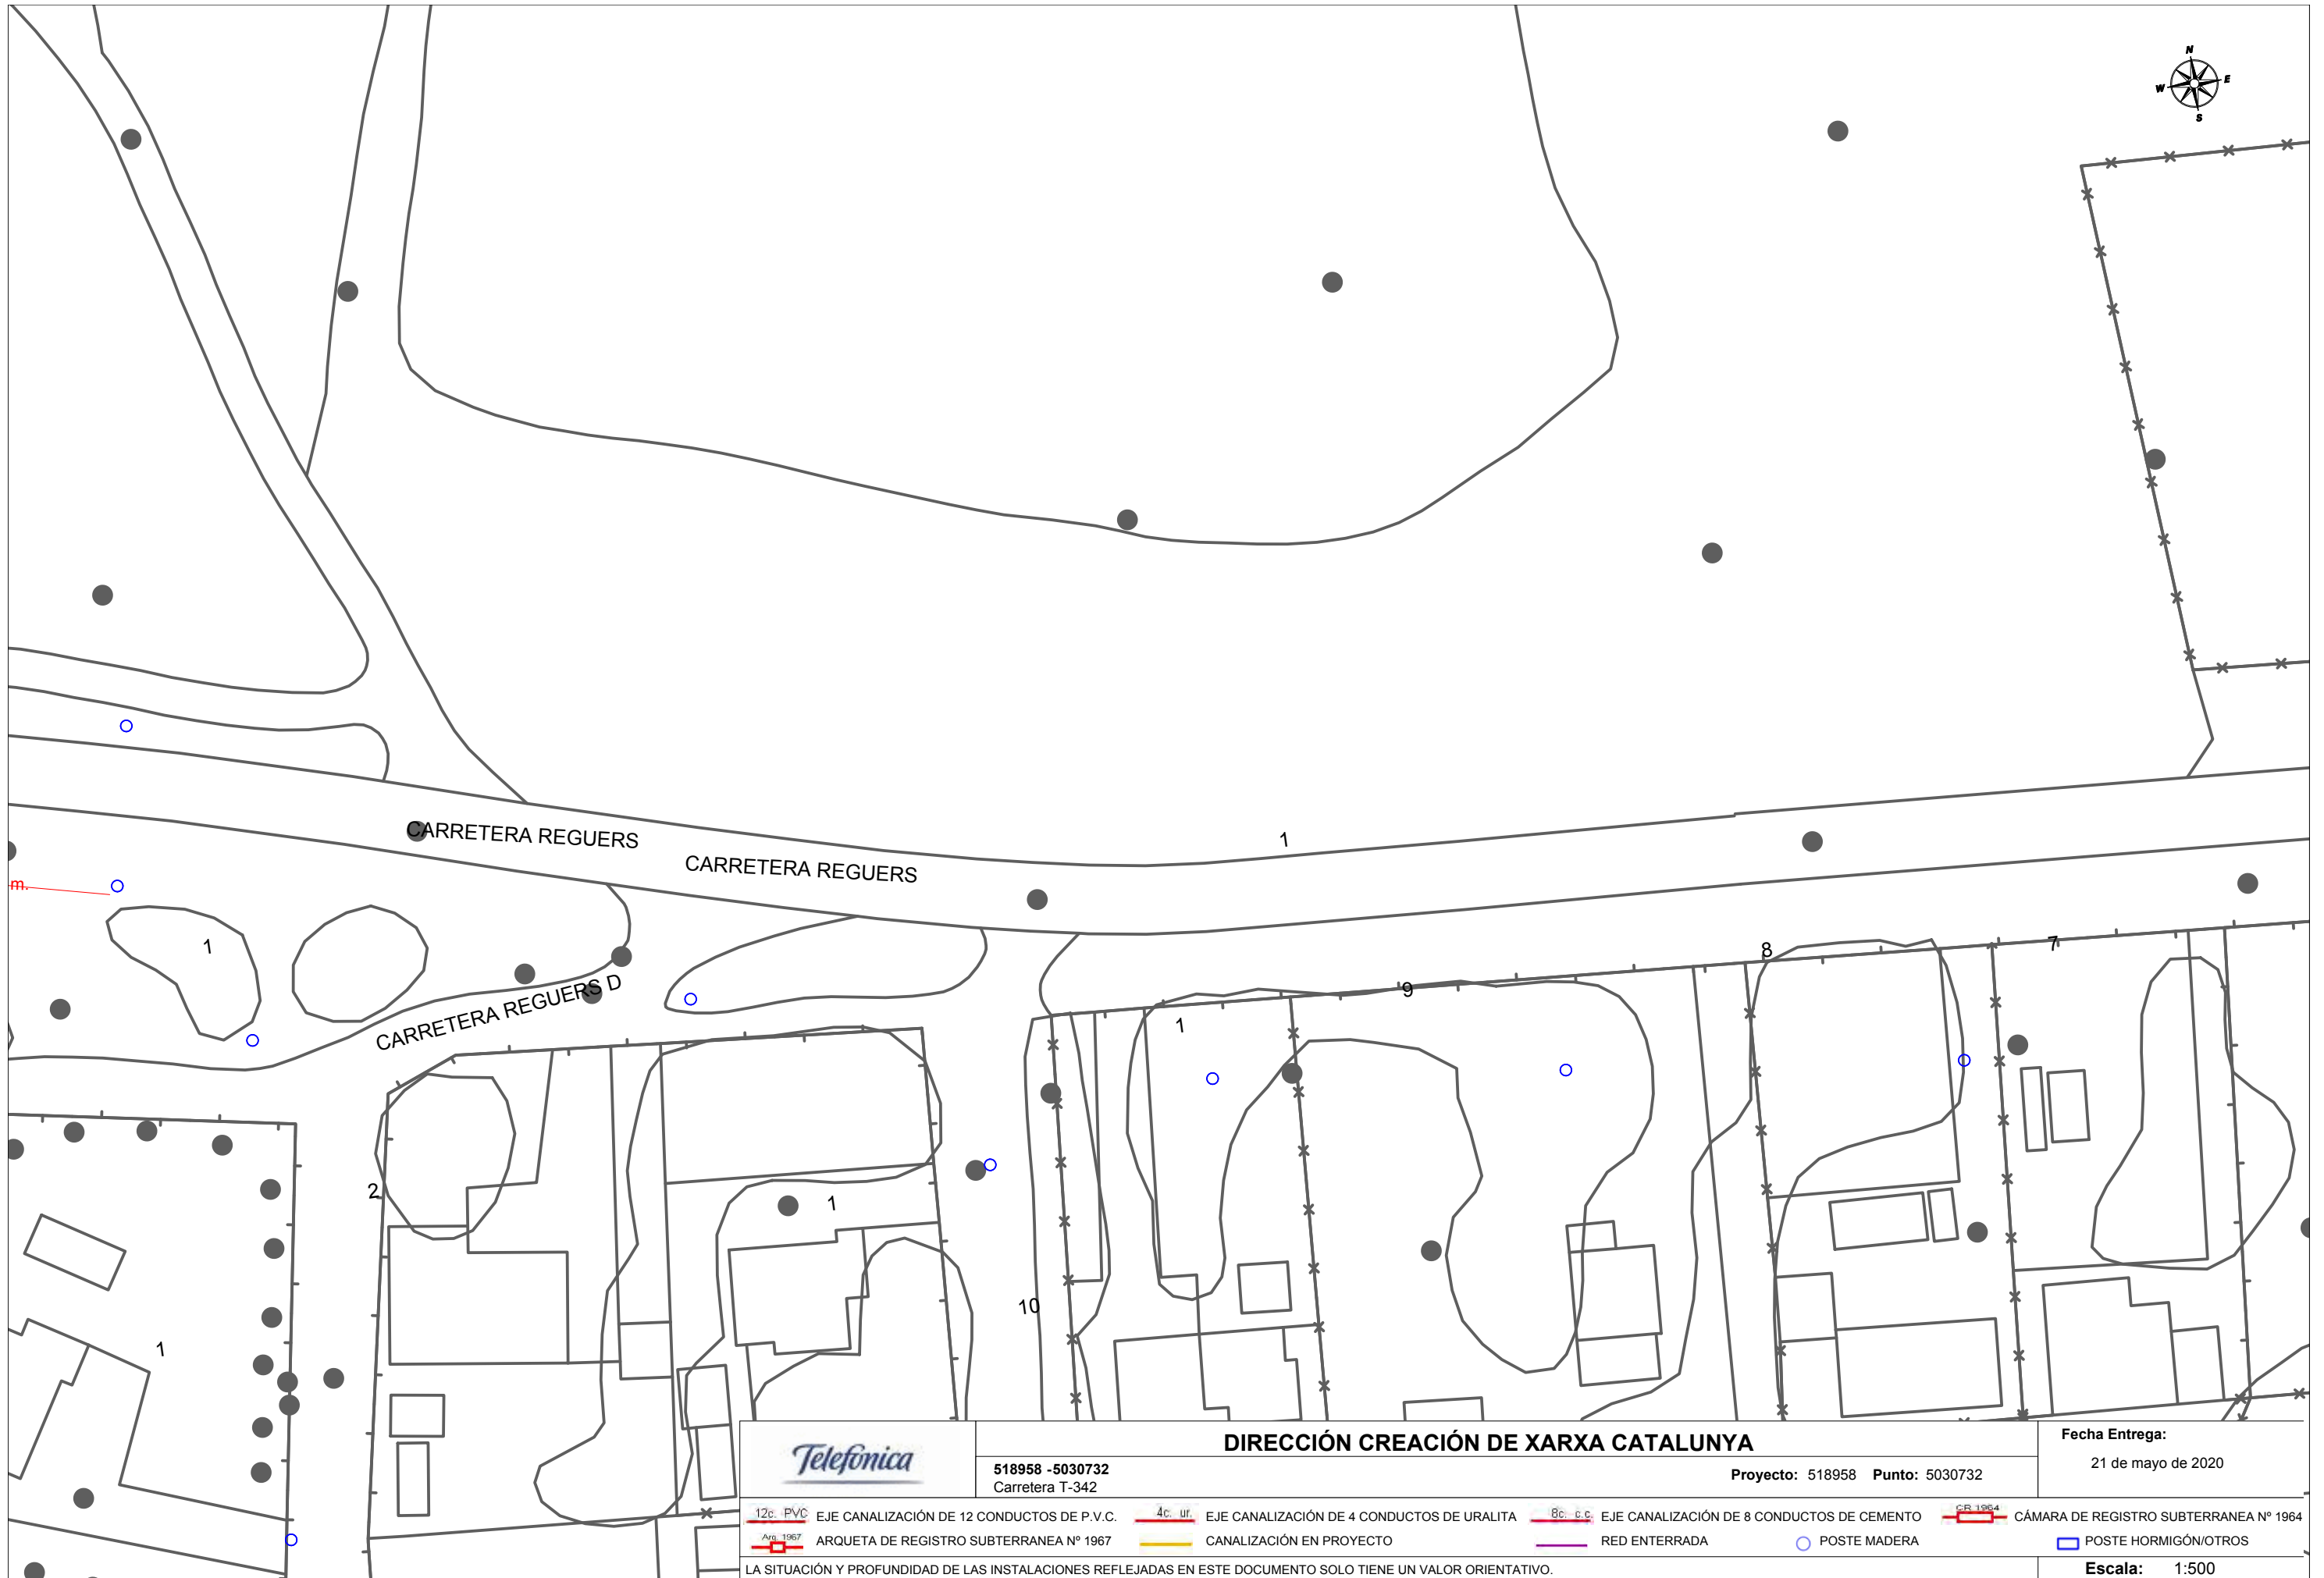 N
W E
S
CARRETERA REGUERS
CARRETERA REGUERS
1
m.
1
CARRETERA REGUERS D
8
7
9
1
2
1
10
1
Telefónica
DIRECCIÓN CREACIÓN DE XARXA CATALUNYA
518958 -5030732
Carretera T-342
Proyecto: 518958 Punto: 5030732
Fecha Entrega:
21 de mayo de 2020
12c. PVC EJE CANALIZACIÓN DE 12 CONDUCTOS DE P.V.C. 4c. ur. EJE CANALIZACIÓN DE 4 CONDUCTOS DE URALITA 8c. c.c. EJE CANALIZACIÓN DE 8 CONDUCTOS DE CEMENTO CR 1964 CÁMARA DE REGISTRO SUBTERRANEA Nº 1964
Arq. 1967 ARQUETA DE REGISTRO SUBTERRANEA Nº 1967 CANALIZACIÓN EN PROYECTO RED ENTERRADA POSTE MADERA POSTE HORMIGÓN/OTROS
LA SITUACIÓN Y PROFUNDIDAD DE LAS INSTALACIONES REFLEJADAS EN ESTE DOCUMENTO SOLO TIENE UN VALOR ORIENTATIVO.
Escala: 1:500